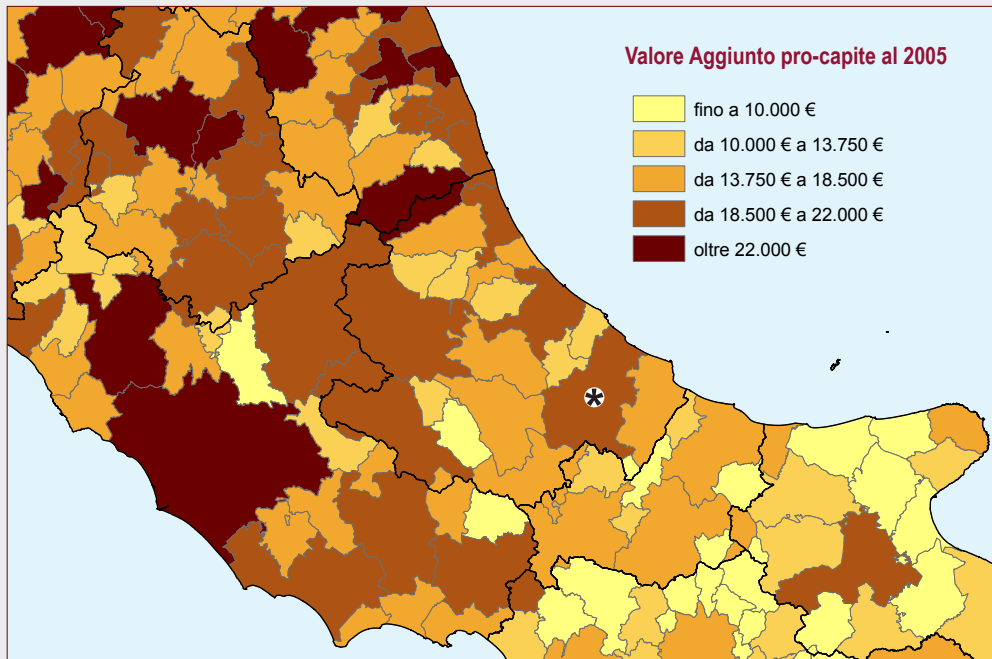 Valore Aggiunto pro-capite al 2005
fino a 10.000 €
da 10.000 € a 13.750 €
da 13.750 € a 18.500 €
da 18.500 € a 22.000 €
oltre 22.000 €
*